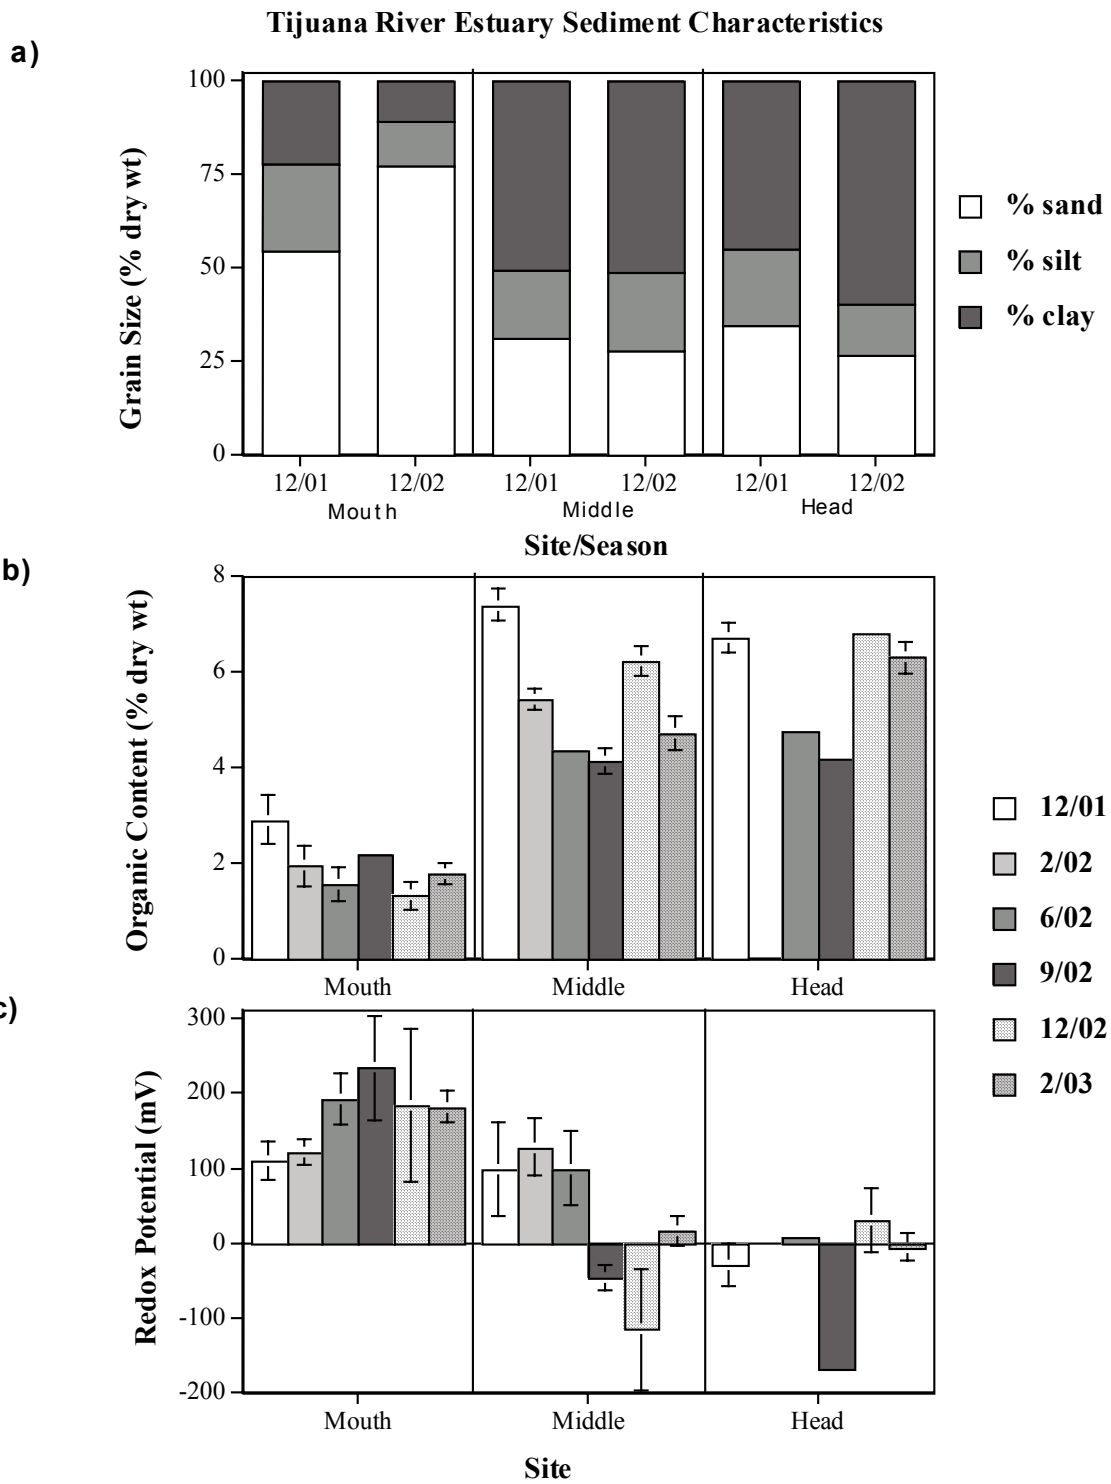 Tijuana River Estuary Sediment Characteristics
a)
Grain Size (% dry wt)
100
75
50
25
0
12/01 12/02 12/01 12/02 12/01 12/02
Mouth Middle Head
Site/Season
% sand
% silt
% clay
b)
Organic Content (% dry wt)
8
6
4
2
0
Mouth Middle Head
12/01
2/02
6/02
9/02
12/02
2/03
c)
Redox Potential (mV)
300
200
100
0
-100
-200
Mouth Middle Head
Site